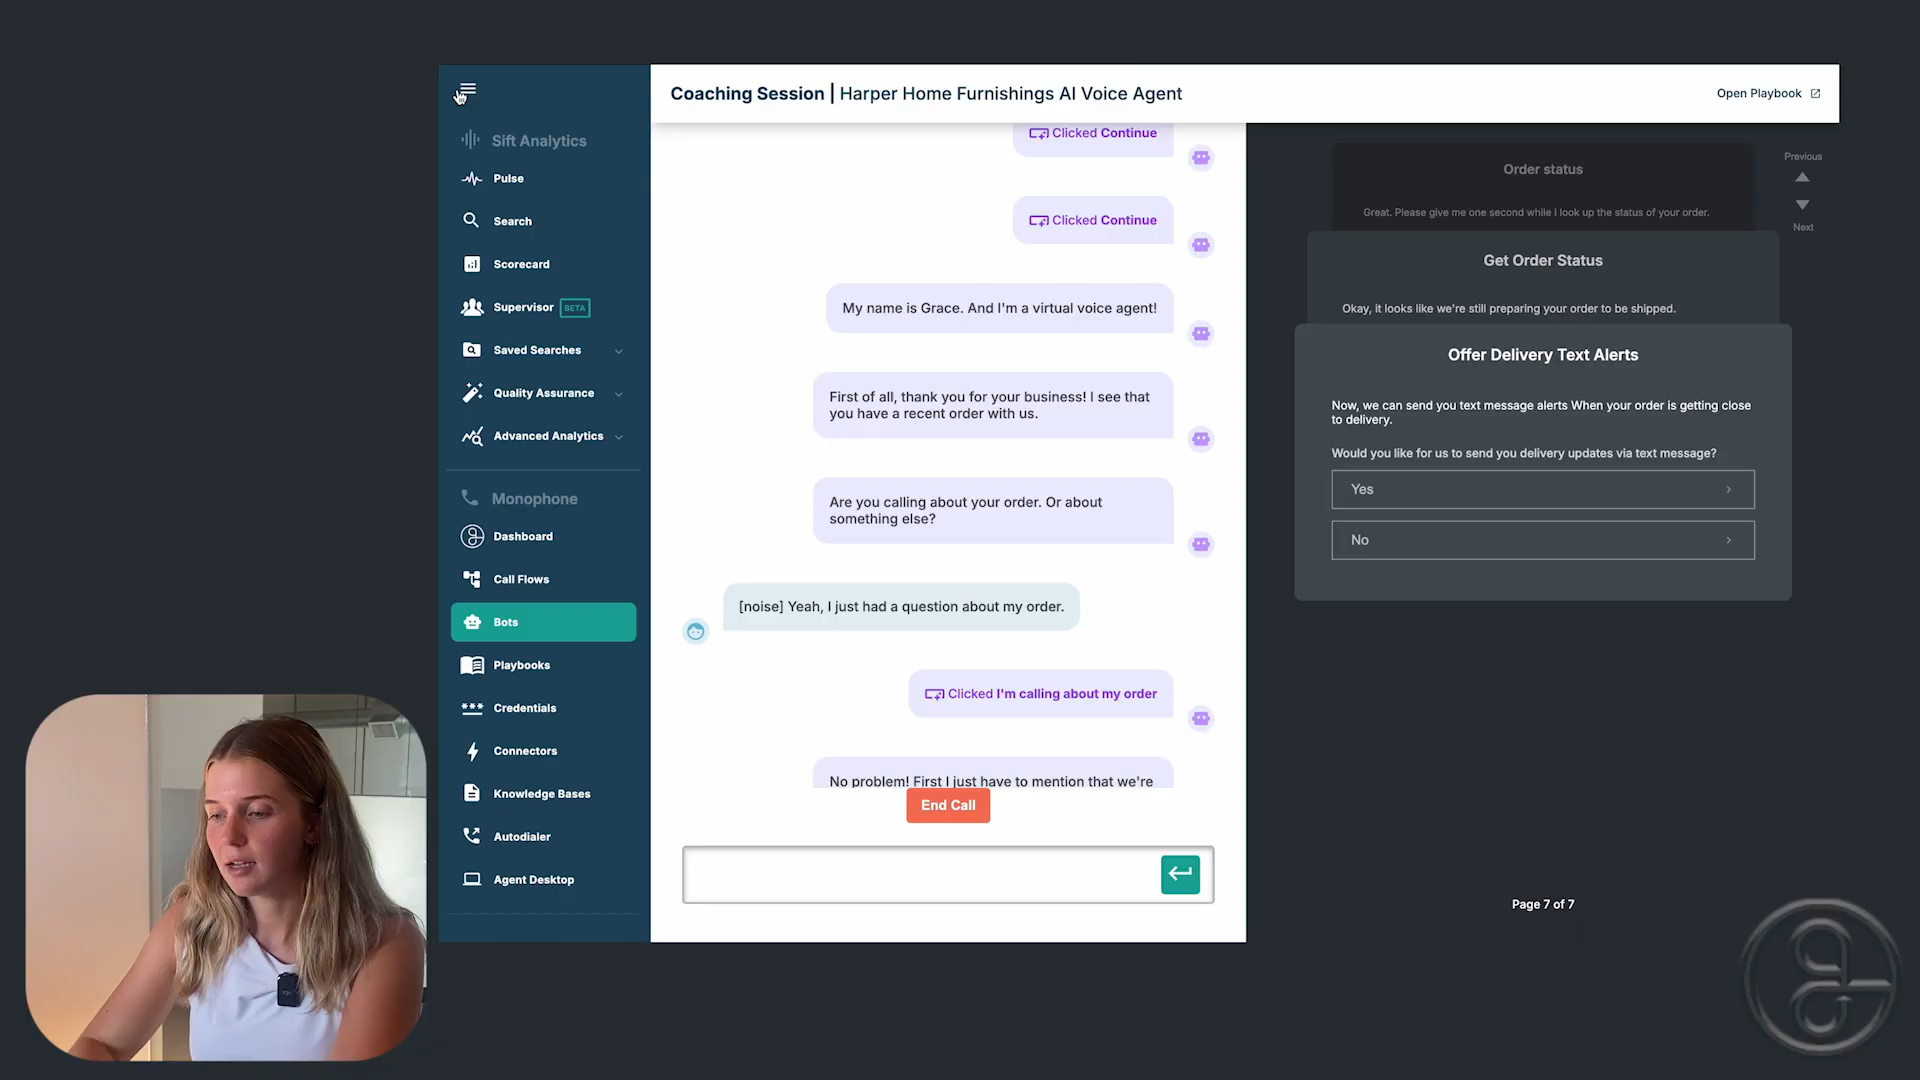 Coaching Session | Harper Home Furnishings AI Voice Agent
Open Playbook
Sift Analytics
Pulse
Search
Scorecard
Supervisor BETA
Saved Searches
Quality Assurance
Advanced Analytics
Monophone
Dashboard
Call Flows
Bots
Playbooks
Credentials
Connectors
Knowledge Bases
Autodialer
Agent Desktop
Clicked Continue
Clicked Continue
My name is Grace. And I'm a virtual voice agent!
First of all, thank you for your business! I see that
you have a recent order with us.
Are you calling about your order. Or about
something else?
[noise] Yeah, I just had a question about my order.
Clicked I'm calling about my order
No problem! First I just have to mention that we're
End Call
Order status
Great. Please give me one second while I look up the status of your order.
Previous
Next
Get Order Status
Okay, it looks like we're still preparing your order to be shipped.
Offer Delivery Text Alerts
Now, we can send you text message alerts When your order is getting close
to delivery.
Would you like for us to send you delivery updates via text message?
Yes
No
Page 7 of 7